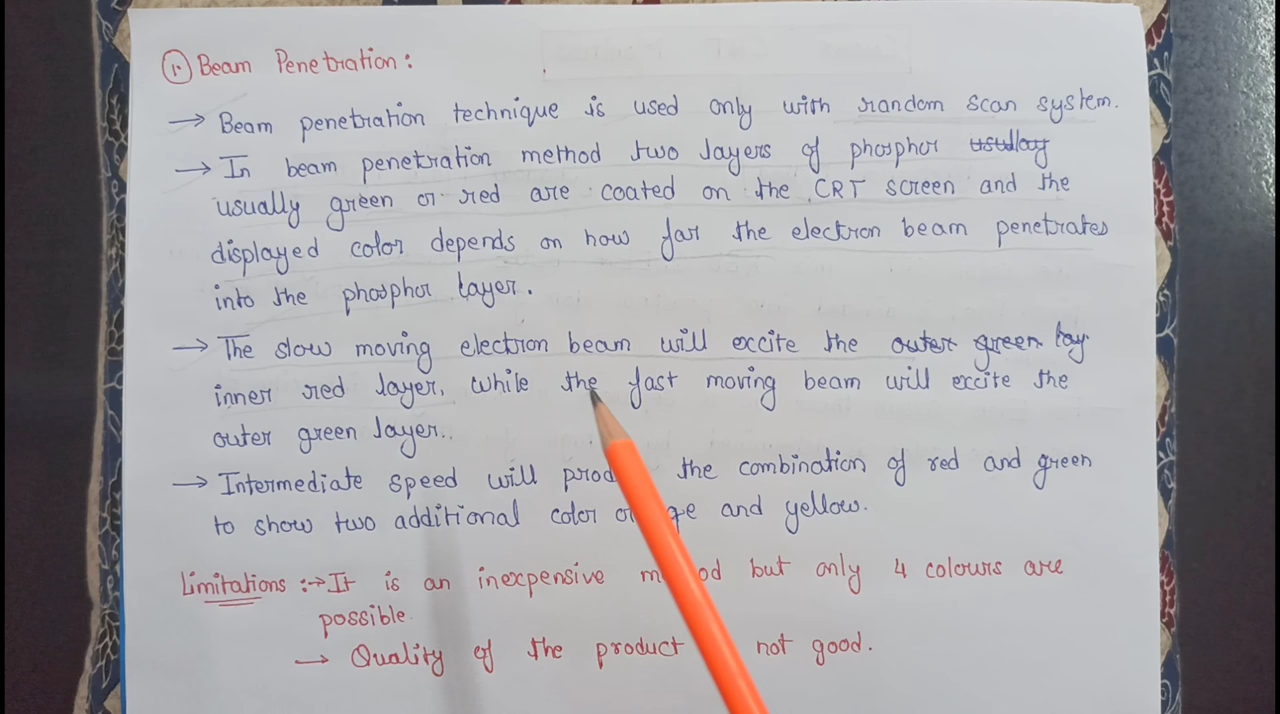 1. Beam Penetration:
→ Beam penetration technique is used only with random scan system.
→ In beam penetration method two layers of phosphor usullay
usually green or red are coated on the CRT screen and the
displayed color depends on how far the electron beam penetrates
into the phosphor layer.
→ The slow moving electron beam will excite the outer green lay
inner red layer, while the fast moving beam will excite the
outer green layer..
→ Intermediate speed will the combination of red and green
to show two additional color and yellow.
Limitations :→ It is an inexpensive but only 4 colours are
possible.
→ Quality of the product not good.